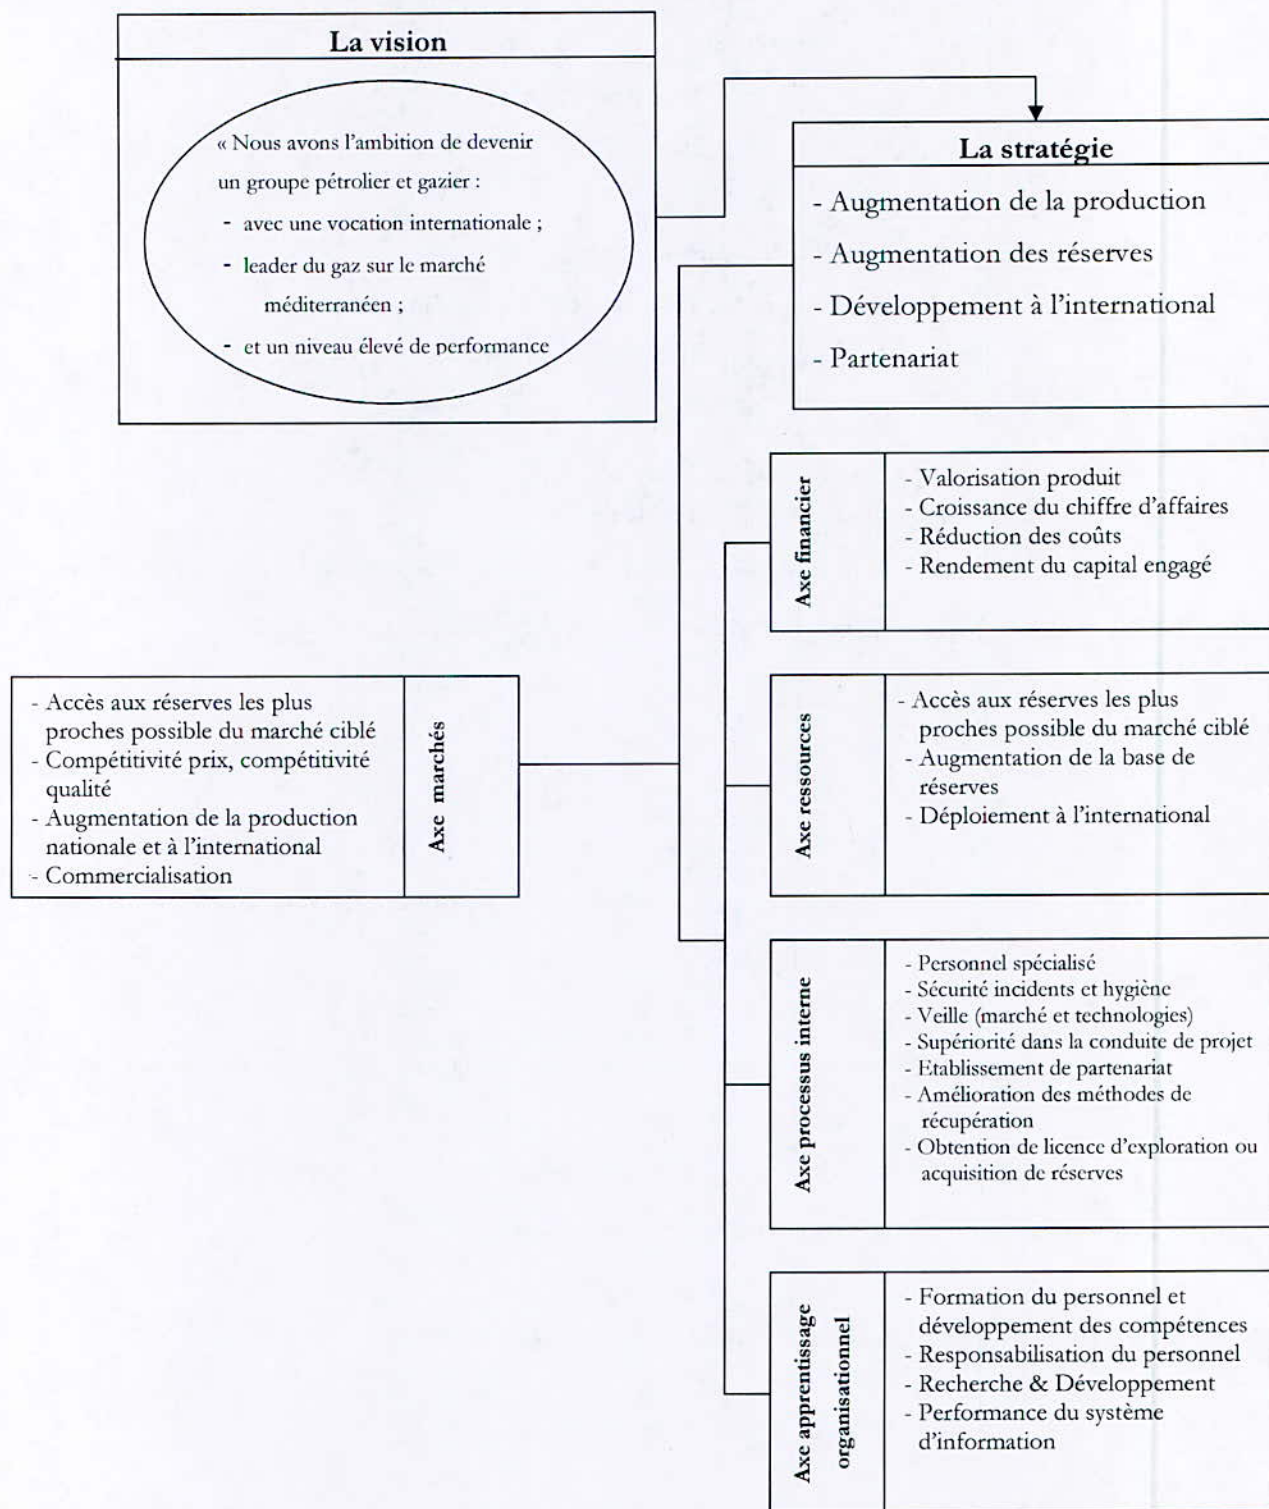 La vision
« Nous avons l'ambition de devenir
un groupe pétrolier et gazier :
- avec une vocation internationale ;
- leader du gaz sur le marché
méditerranéen ;
- et un niveau élevé de performance
La stratégie
- Augmentation de la production
- Augmentation des réserves
- Développement à l'international
- Partenariat
Axe financier
- Valorisation produit
- Croissance du chiffre d'affaires
- Réduction des coûts
- Rendement du capital engagé
- Accès aux réserves les plus
proches possible du marché ciblé
- Compétitivité prix, compétitivité
qualité
- Augmentation de la production
nationale et à l'international
- Commercialisation
Axe marchés
Axe ressources
- Accès aux réserves les plus
proches possible du marché ciblé
- Augmentation de la base de
réserves
- Déploiement à l'international
Axe processus interne
- Personnel spécialisé
- Sécurité incidents et hygiène
- Veille (marché et technologies)
- Supériorité dans la conduite de projet
- Etablissement de partenariat
- Amélioration des méthodes de
récupération
- Obtention de licence d'exploration ou
acquisition de réserves
Axe apprentissage
organisationnel
- Formation du personnel et
développement des compétences
- Responsabilisation du personnel
- Recherche & Développement
- Performance du système
d'information